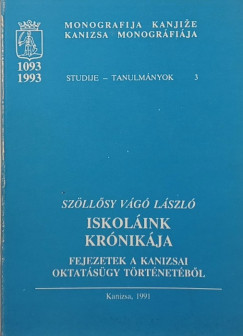 MONOGRAFIJA KANJIŽE
KANIZSA MONOGRÁFIÁJA
1093
1993
STUDIJE – TANULMÁNYOK 3
SZÖLLŐSY VÁGÓ LÁSZLÓ
ISKOLÁINK
KRÓNIKÁJA
FEJEZETEK A KANIZSAI
OKTATÁSÜGY TÖRTÉNETÉBŐL
Kanizsa, 1991